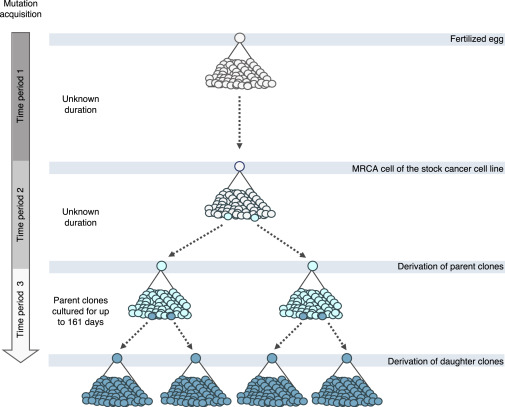 Mutation
acquisition
Fertilized egg
Time period 1
Unknown
duration
MRCA cell of the stock cancer cell line
Time period 2
Unknown
duration
Derivation of parent clones
Time period 3
Parent clones
cultured for up
to 161 days
Derivation of daughter clones